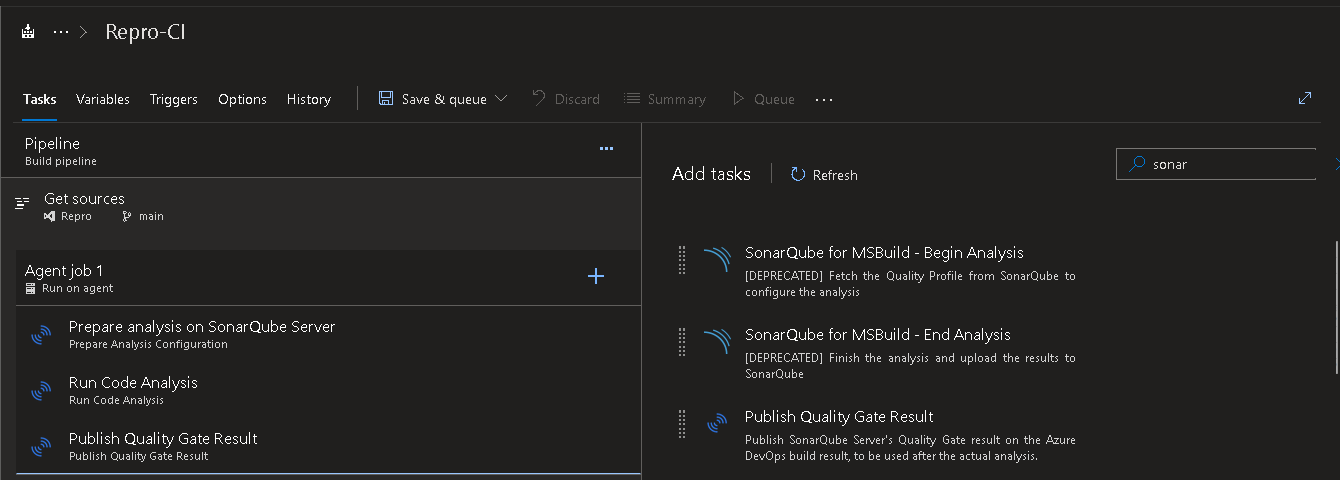 ··· > Repro-CI
Tasks Variables Triggers Options History Save & queue Discard Summary Queue ···
Pipeline
Build pipeline
Get sources
Repro main
Agent job 1
Run on agent
Prepare analysis on SonarQube Server
Prepare Analysis Configuration
Run Code Analysis
Run Code Analysis
Publish Quality Gate Result
Publish Quality Gate Result
Add tasks Refresh sonar
SonarQube for MSBuild - Begin Analysis
[DEPRECATED] Fetch the Quality Profile from SonarQube to
configure the analysis
SonarQube for MSBuild - End Analysis
[DEPRECATED] Finish the analysis and upload the results to
SonarQube
Publish Quality Gate Result
Publish SonarQube Server's Quality Gate result on the Azure
DevOps build result, to be used after the actual analysis.